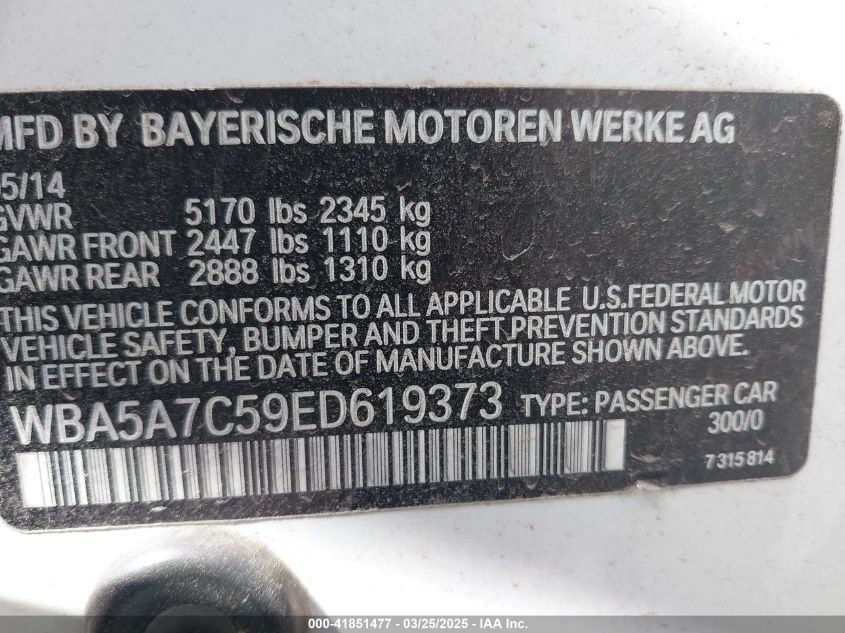 MFD BY BAYERISCHE MOTOREN WERKE AG
5/14
GVWR 5170 lbs 2345 kg
GAWR FRONT 2447 lbs 1110 kg
GAWR REAR 2888 lbs 1310 kg
THIS VEHICLE CONFORMS TO ALL APPLICABLE U.S.FEDERAL MOTOR
VEHICLE SAFETY, BUMPER AND THEFT PREVENTION STANDARDS
IN EFFECT ON THE DATE OF MANUFACTURE SHOWN ABOVE.
WBA5A7C59ED619373 TYPE: PASSENGER CAR
300/0
7 315 814
000-41851477 - 03/25/2025 - IAA Inc.